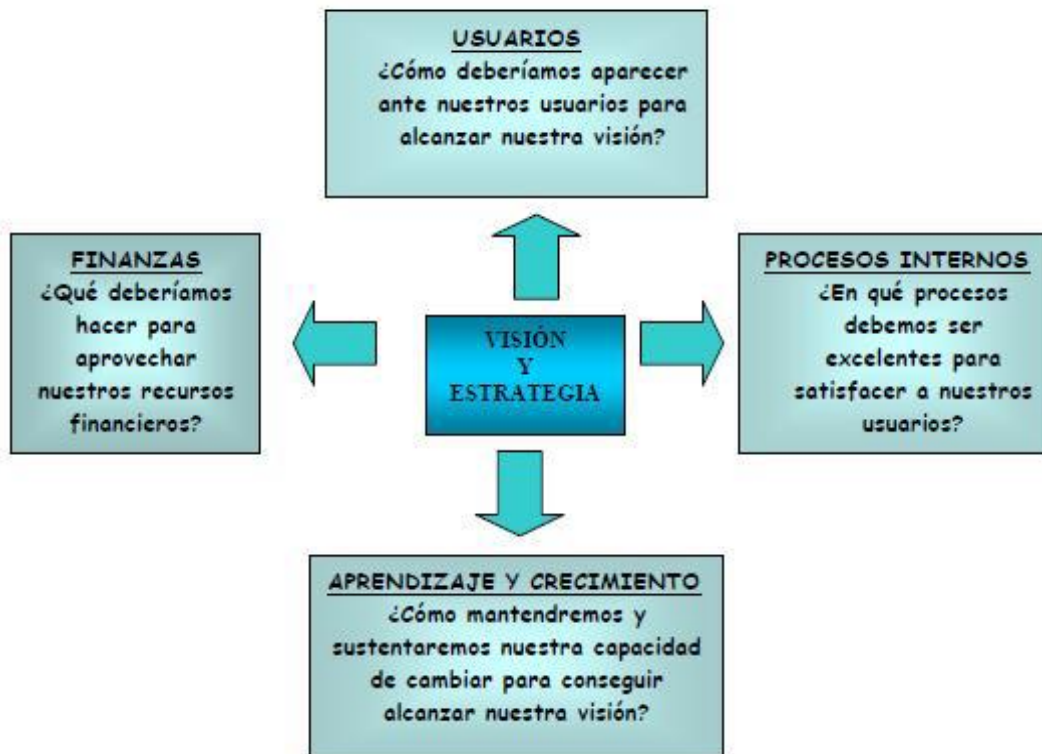 USUARIOS
¿Cómo deberíamos aparecer
ante nuestros usuarios para
alcanzar nuestra visión?
FINANZAS
¿Qué deberíamos
hacer para
aprovechar
nuestros recursos
financieros?
VISIÓN
Y
ESTRATEGIA
PROCESOS INTERNOS
¿En qué procesos
debemos ser
excelentes para
satisfacer a nuestros
usuarios?
APRENDIZAJE Y CRECIMIENTO
¿Cómo mantendremos y
sustentaremos nuestra capacidad
de cambiar para conseguir
alcanzar nuestra visión?